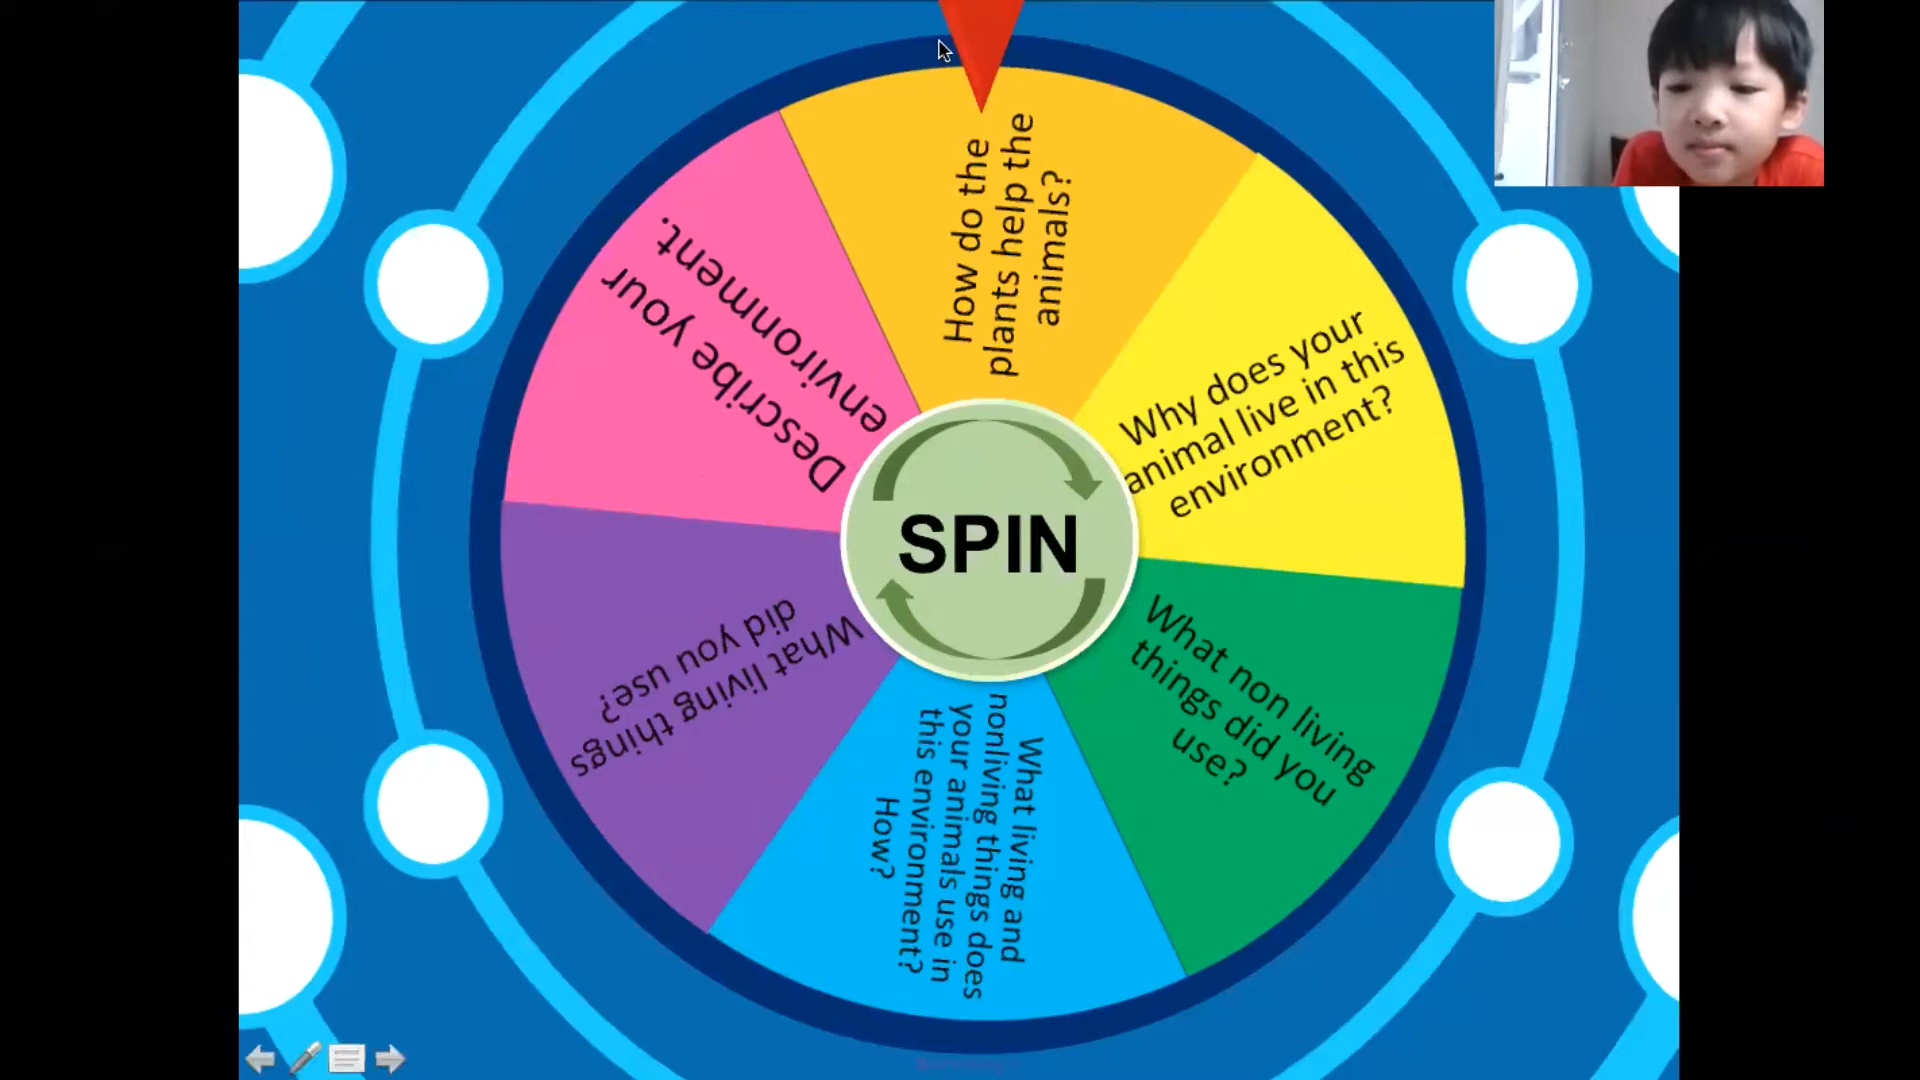 How do the
plants help the
animals?
Why does your
animal live in this
environment?
What non living
things did you
use?
What living and
nonliving things does
your animals use in
this environment?
How?
What living things
did you use?
Describe your
environment.
SPIN